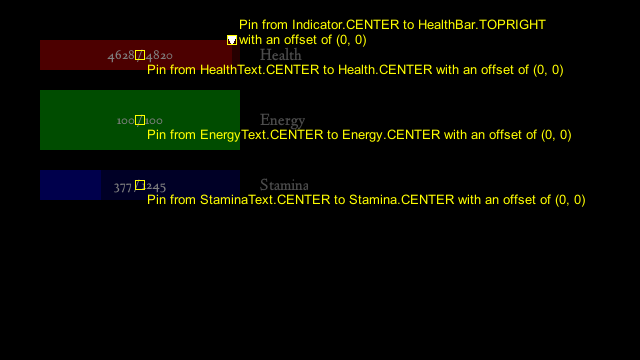 Pin from Indicator.CENTER to HealthBar.TOPRIGHT
with an offset of (0, 0)
4628 / 4820 Health
Pin from HealthText.CENTER to Health.CENTER with an offset of (0, 0)
100 / 100 Energy
Pin from EnergyText.CENTER to Energy.CENTER with an offset of (0, 0)
377 / 1245 Stamina
Pin from StaminaText.CENTER to Stamina.CENTER with an offset of (0, 0)